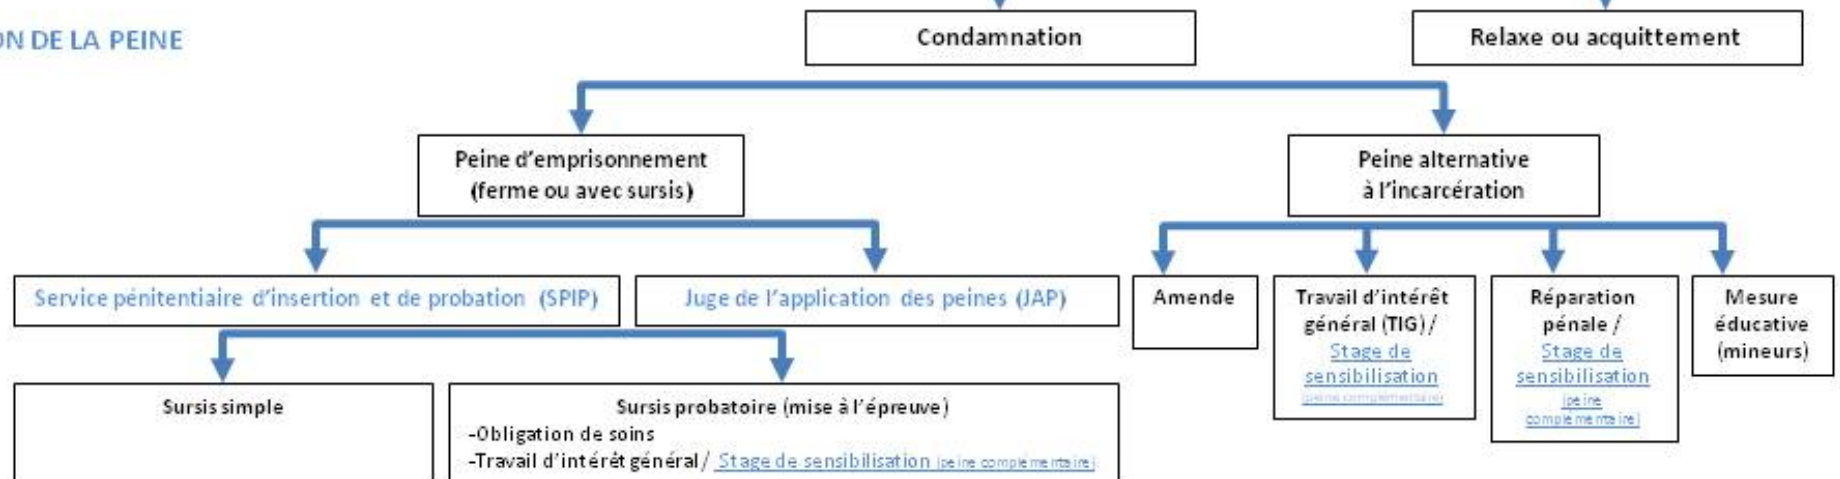 ON DE LA PEINE
Condamnation
Relaxe ou acquittement
Peine d'emprisonnement
(ferme ou avec sursis)
Peine alternative
à l'incarcération
Service pénitentiaire d'insertion et de probation (SPIP)
Juge de l'application des peines (JAP)
Amende
Travail d'intérêt
général (TIG) /
Stage de
sensibilisation
(peine complémentaire)
Réparation
pénale /
Stage de
sensibilisation
(peine
complémentaire)
Mesure
éducative
(mineurs)
Sursis simple
Sursis probatoire (mise à l'épreuve)
-Obligation de soins
-Travail d'intérêt général / Stage de sensibilisation (peine complémentaire)